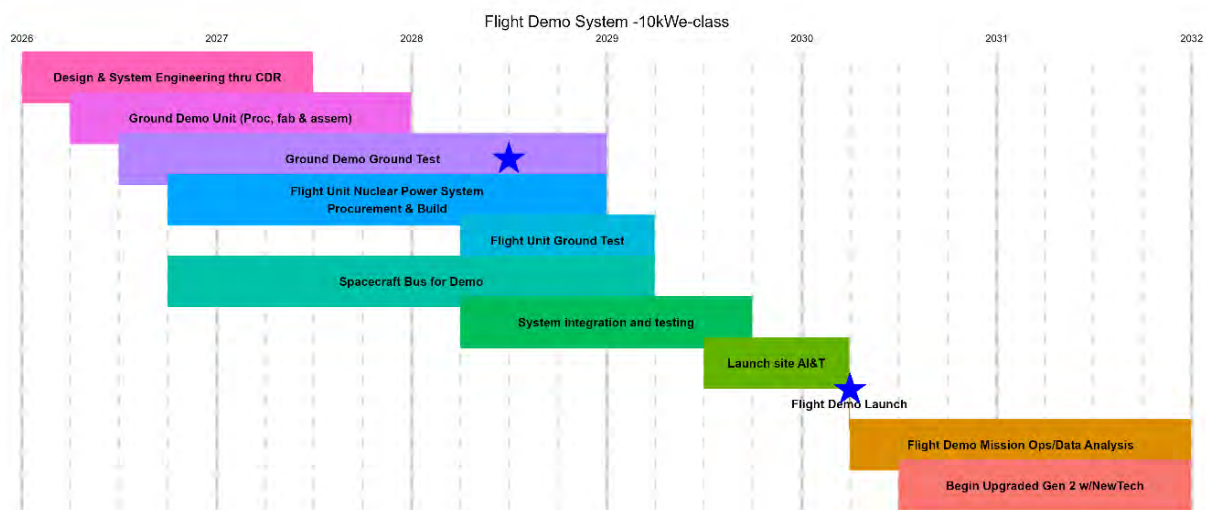 Flight Demo System -10kWe-class
2026 2027 2028 2029 2030 2031 2032
Design & System Engineering thru CDR
Ground Demo Unit (Proc, fab & assem)
Ground Demo Ground Test
Flight Unit Nuclear Power System
Procurement & Build
Flight Unit Ground Test
Spacecraft Bus for Demo
System integration and testing
Launch site AI&T
Flight Demo Launch
Flight Demo Mission Ops/Data Analysis
Begin Upgraded Gen 2 w/NewTech